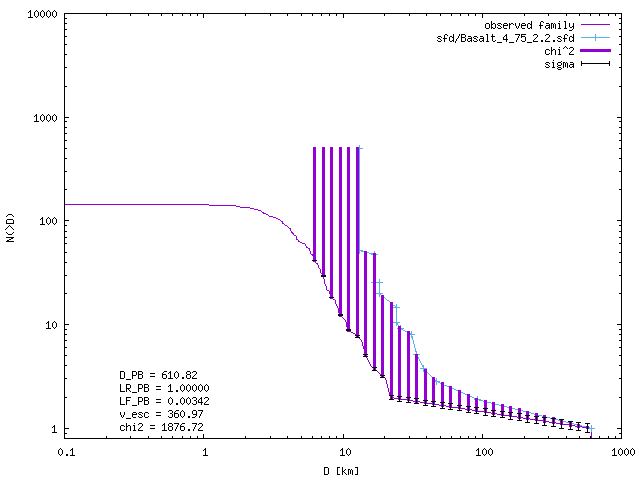 10000
observed family
sfd/Basalt_4_75_2.2.sfd
chi^2
sigma
1000
100
N(>D)
10
D_PB = 610.82
LR_PB = 1.00000
LF_PB = 0.00342
v_esc = 360.97
chi2 = 1876.72
1
0.1 1 10 100 1000
D [km]